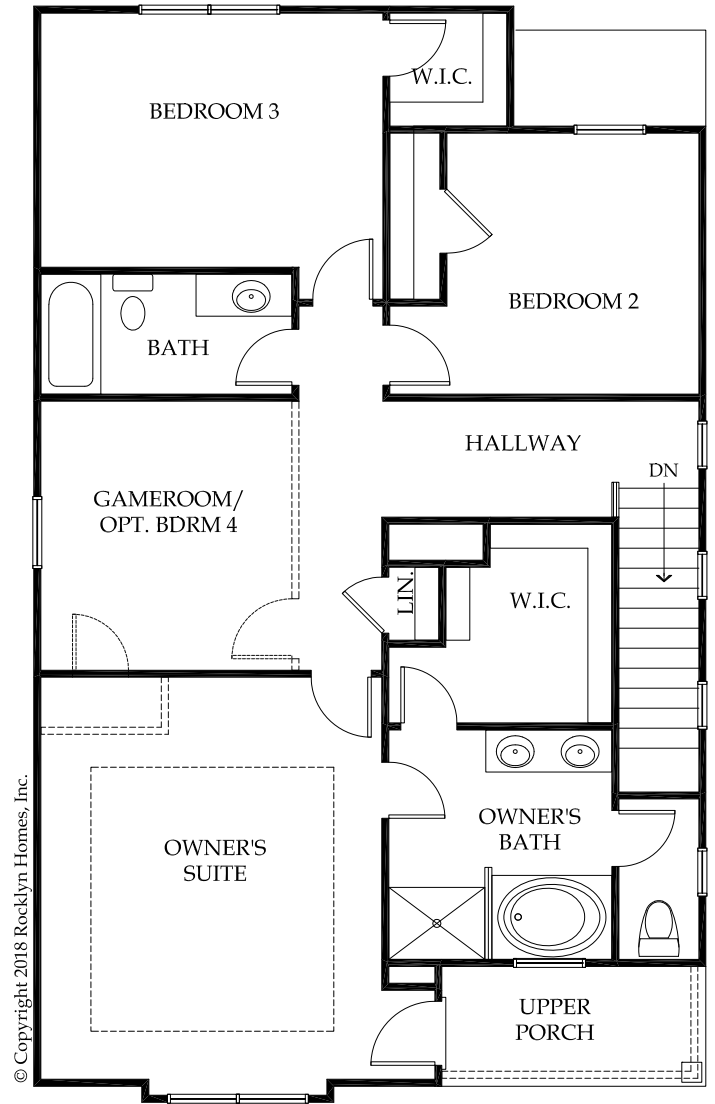 W.I.C.
BEDROOM 3
BEDROOM 2
BATH
HALLWAY
DN
GAMEROOM/
OPT. BDRM 4
LIN.
W.I.C.
OWNER'S
BATH
OWNER'S
SUITE
UPPER
PORCH
© Copyright 2018 Rocklyn Homes, Inc.